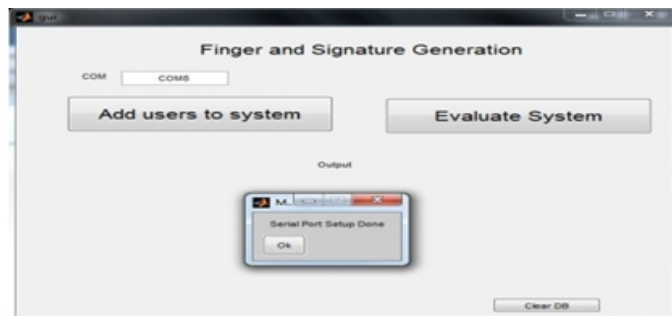 gui
Finger and Signature Generation
COM
COM8
Add users to system
Evaluate System
Output
M...
Serial Port Setup Done
Ok
Clear DB